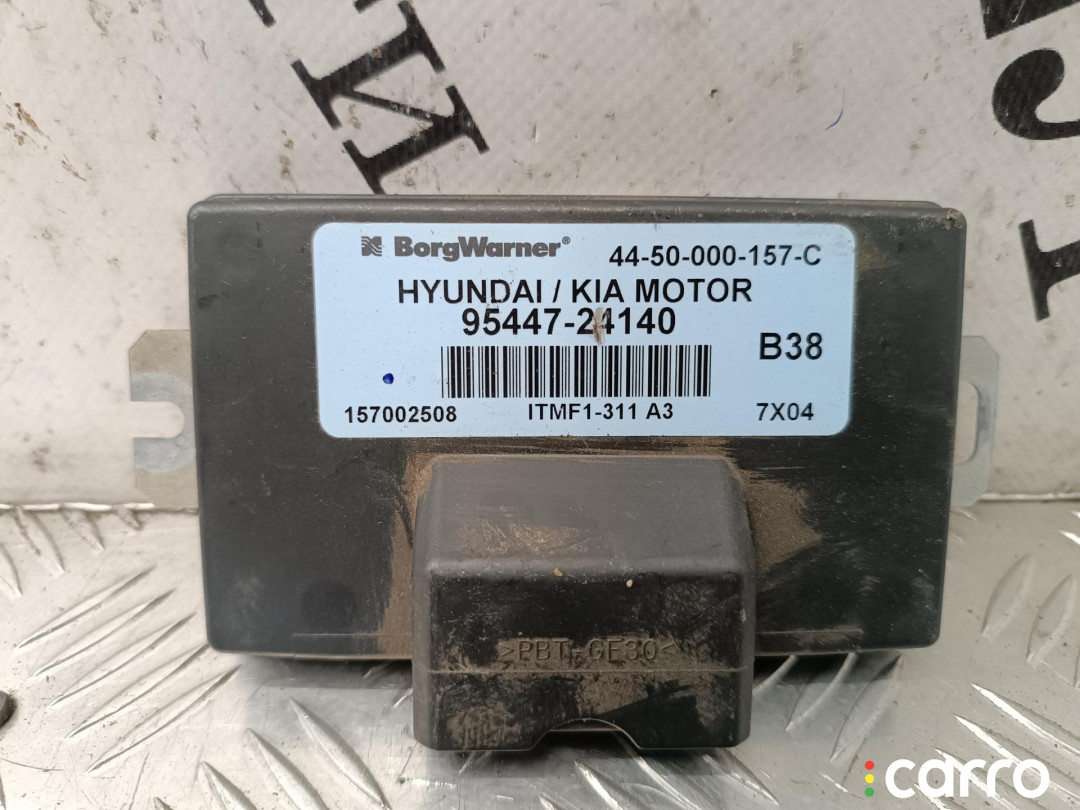 BorgWarner®
44-50-000-157-C
HYUNDAI / KIA MOTOR
95447-24140
B38
157002508
ITMF1-311 A3
7X04
>PBT-GF30<
carro